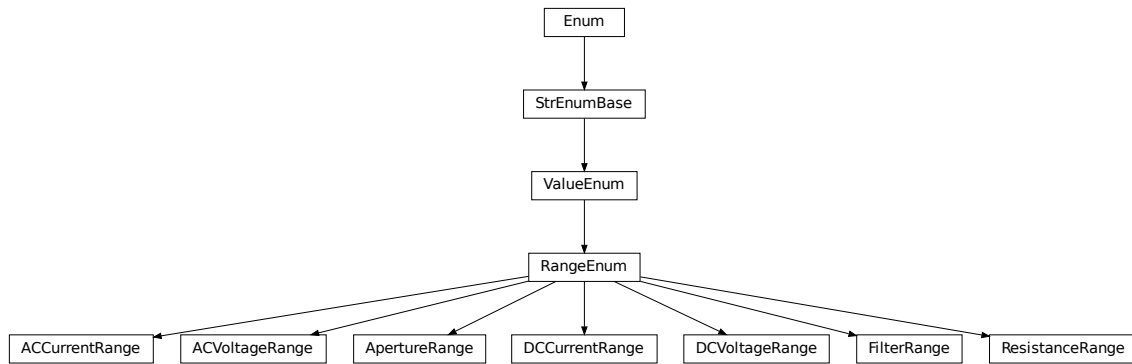 Enum
StrEnumBase
ValueEnum
RangeEnum
ACCurrentRange
ACVoltageRange
ApertureRange
DCCurrentRange
DCVoltageRange
FilterRange
ResistanceRange